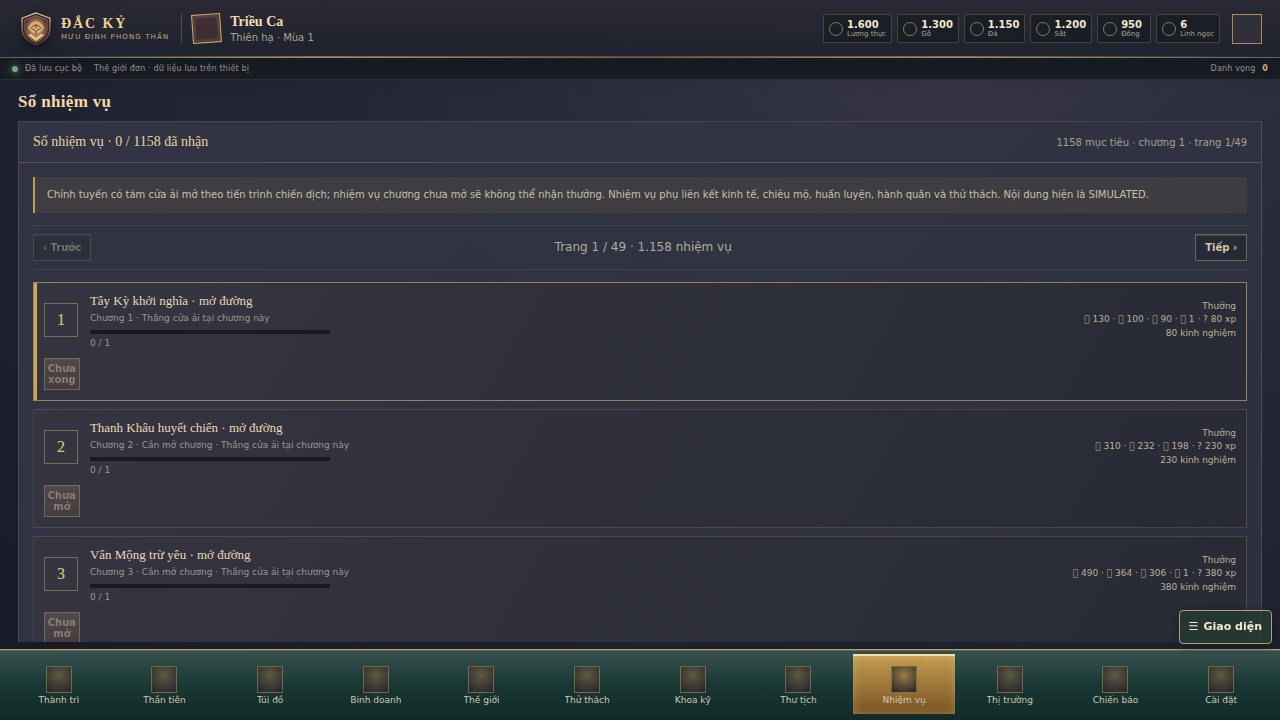 ĐẮC KỶ
MƯU ĐỊNH PHONG THẦN
Triều Ca
Thiên hạ · Mùa 1
1.600
Lương thực
1.300
Gỗ
1.150
Đá
1.200
Sắt
950
Đồng
6
Linh ngọc
Đã lưu cục bộ
Thế giới đơn · dữ liệu lưu trên thiết bị
Danh vọng 0
Sổ nhiệm vụ
Sổ nhiệm vụ · 0 / 1158 đã nhận
1158 mục tiêu · chương 1 · trang 1/49
Chính tuyến có tám cửa ải mở theo tiến trình chiến dịch; nhiệm vụ chương chưa mở sẽ không thể nhận thưởng. Nhiệm vụ phụ liên kết kinh tế, chiêu mộ, huấn luyện, hành quân và thử thách. Nội dung hiện là SIMULATED.
‹ Trước
Trang 1 / 49 · 1.158 nhiệm vụ
Tiếp ›
1
Tây Kỳ khởi nghĩa · mở đường
Chương 1 · Thắng cửa ải tại chương này
0 / 1
Thưởng
130 · 100 · 90 · 1 · ? 80 xp
80 kinh nghiệm
Chưa
xong
2
Thanh Khâu huyết chiến · mở đường
Chương 2 · Cần mở chương · Thắng cửa ải tại chương này
0 / 1
Thưởng
310 · 232 · 198 · ? 230 xp
230 kinh nghiệm
Chưa
mở
3
Vân Mộng trừ yêu · mở đường
Chương 3 · Cần mở chương · Thắng cửa ải tại chương này
0 / 1
Thưởng
490 · 364 · 306 · 1 · ? 380 xp
380 kinh nghiệm
Chưa
mở
☰ Giao diện
Thành trì
Thần tiên
Túi đồ
Binh doanh
Thế giới
Thử thách
Khoa kỹ
Thư tịch
Nhiệm vụ
Thị trường
Chiến báo
Cài đặt